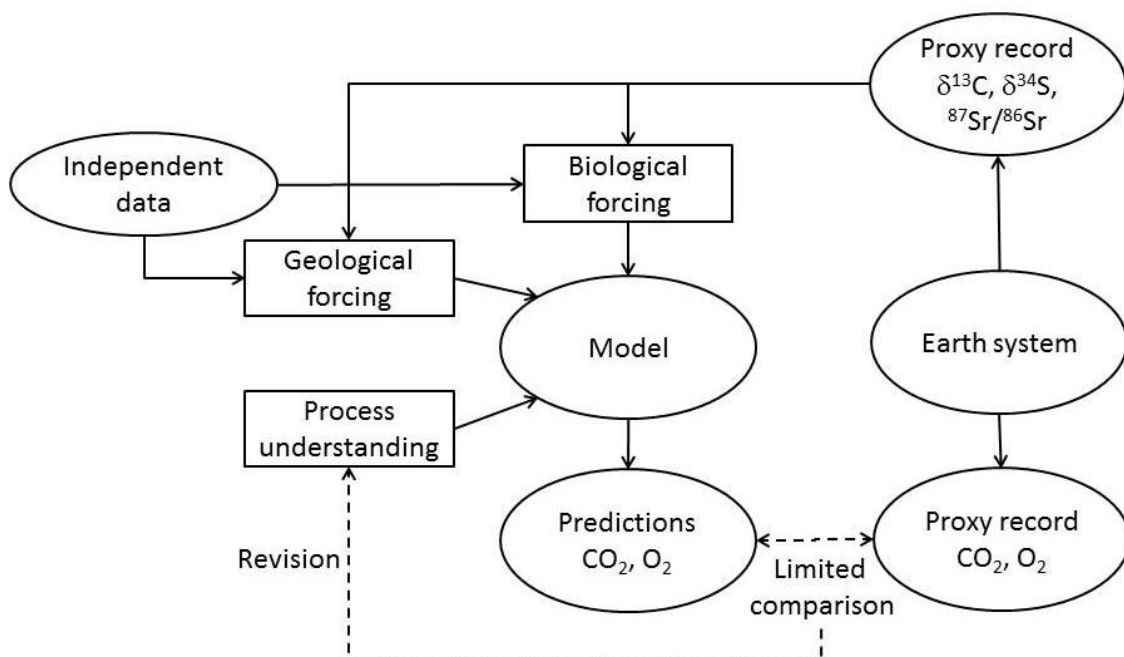 Proxy record
δ¹³C, δ³⁴S,
⁸⁷Sr/⁸⁶Sr
Independent
data
Biological
forcing
Geological
forcing
Model
Earth system
Process
understanding
Predictions
CO₂, O₂
Proxy record
CO₂, O₂
Revision
Limited
comparison